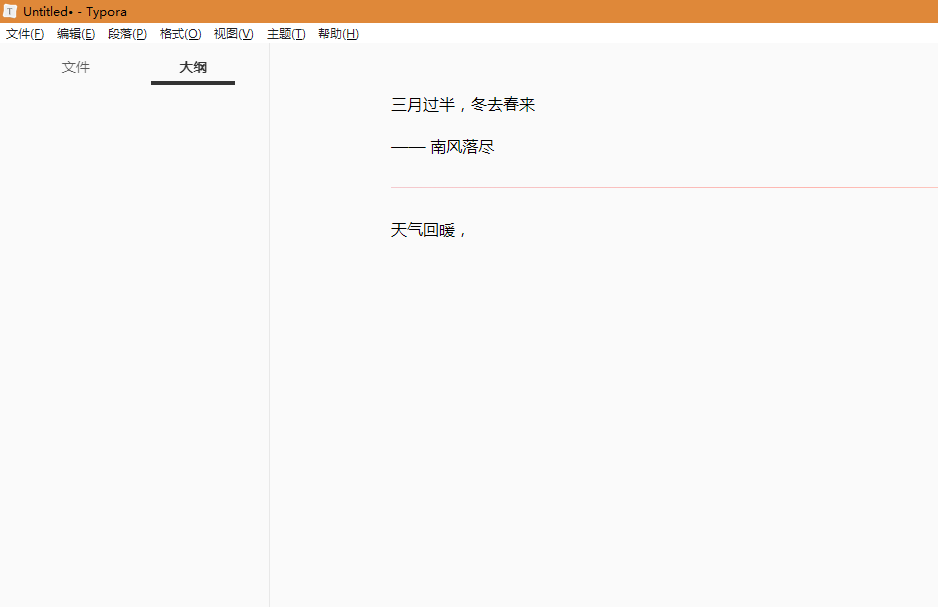 Untitled• - Typora
文件(F) 编辑(E) 段落(P) 格式(O) 视图(V) 主题(T) 帮助(H)
文件 大纲
三月过半，冬去春来
—— 南风落尽
天气回暖，